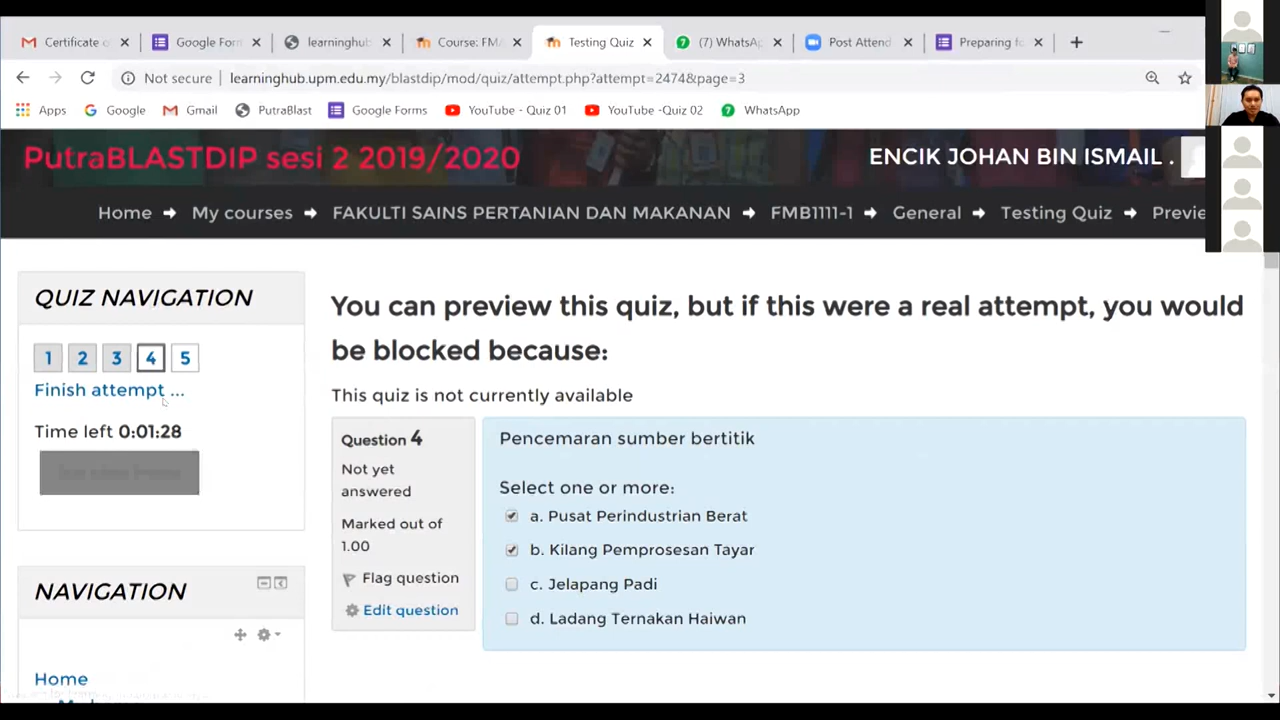 Certificate o
Google For
learninghub
Course: FMA
Testing Quiz
(7) WhatsA
Post Attend
Preparing fo
Not secure
learninghub.upm.edu.my/blastdip/mod/quiz/attempt.php?attempt=2474&page=3
Apps
Google
Gmail
PutraBlast
Google Forms
YouTube - Quiz 01
YouTube -Quiz 02
WhatsApp
PutraBLASTDIP sesi 2 2019/2020
ENCIK JOHAN BIN ISMAIL .
Home
My courses
FAKULTI SAINS PERTANIAN DAN MAKANAN
FMB1111-1
General
Testing Quiz
Previe
QUIZ NAVIGATION
1 2 3 4 5
Finish attempt ...
Time left 0:01:28
You can preview this quiz, but if this were a real attempt, you would
be blocked because:
This quiz is not currently available
Question 4
Not yet
answered
Marked out of
1.00
Flag question
Edit question
Pencemaran sumber bertitik
Select one or more:
a. Pusat Perindustrian Berat
b. Kilang Pemprosesan Tayar
c. Jelapang Padi
d. Ladang Ternakan Haiwan
NAVIGATION
Home